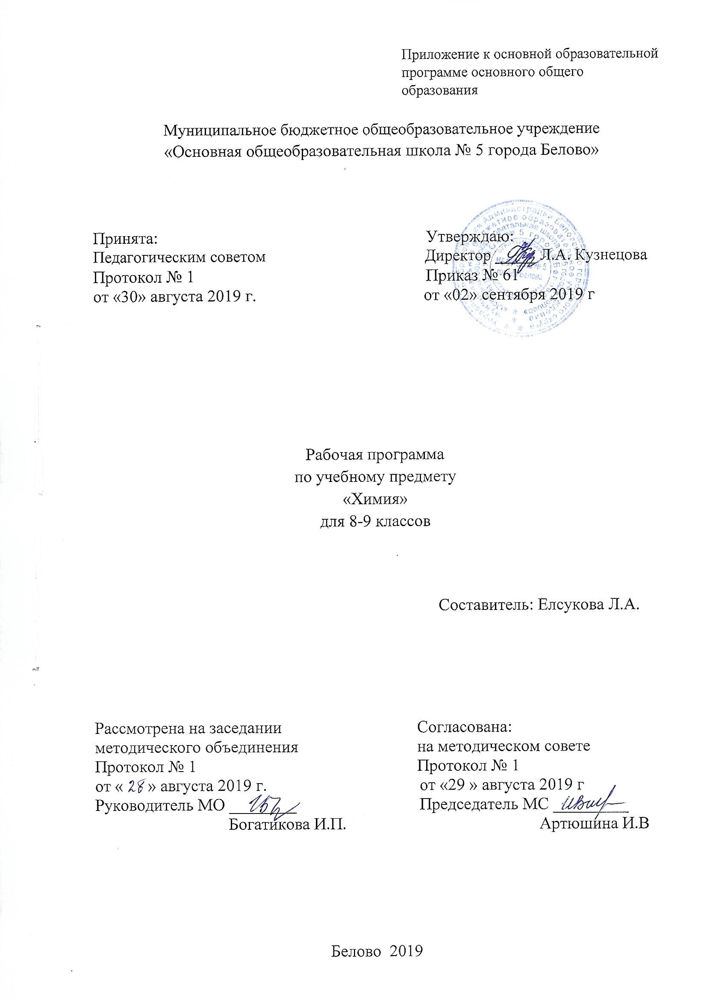 Приложение к основной образовательной
программе основного общего
образования
Муниципальное бюджетное общеобразовательное учреждение
«Основная общеобразовательная школа № 5 города Белово»
Принята:
Педагогическим советом
Протокол № 1
от «30» августа 2019 г.
Утверждаю:
Директор Л.А. Кузнецова
Приказ № 61
от «02» сентября 2019 г
Рабочая программа
по учебному предмету
«Химия»
для 8-9 классов
Составитель: Елсукова Л.А.
Рассмотрена на заседании
методического объединения
Протокол № 1
от « 28 » августа 2019 г.
Руководитель МО
Богатикова И.П.
Согласована:
на методическом совете
Протокол № 1
от «29 » августа 2019 г
Председатель МС
Артюшина И.В
Белово 2019